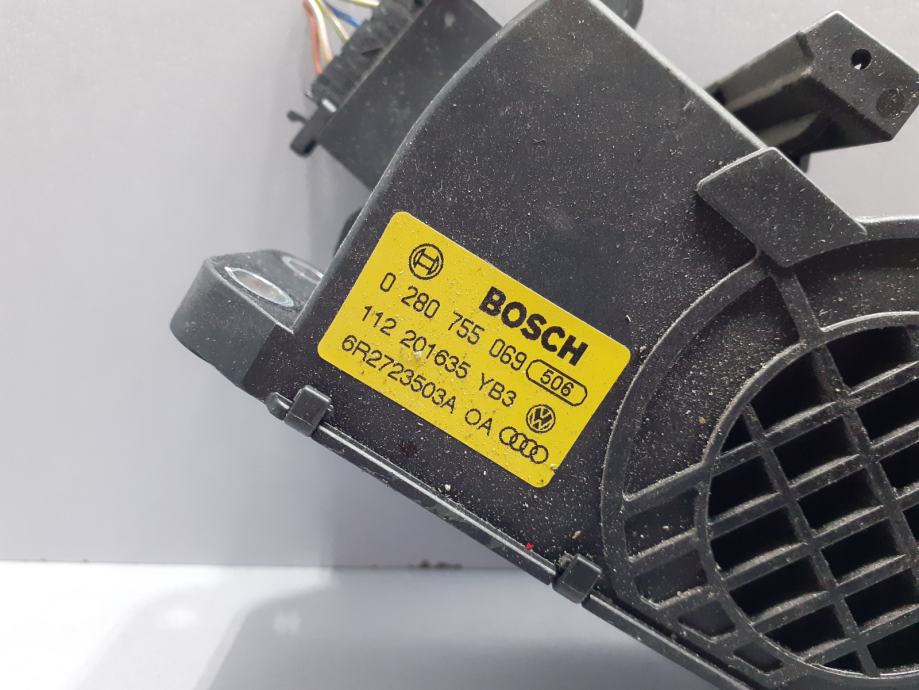 BOSCH
0 280 755 069 506
112 201635 YB3
6R2723503A OA